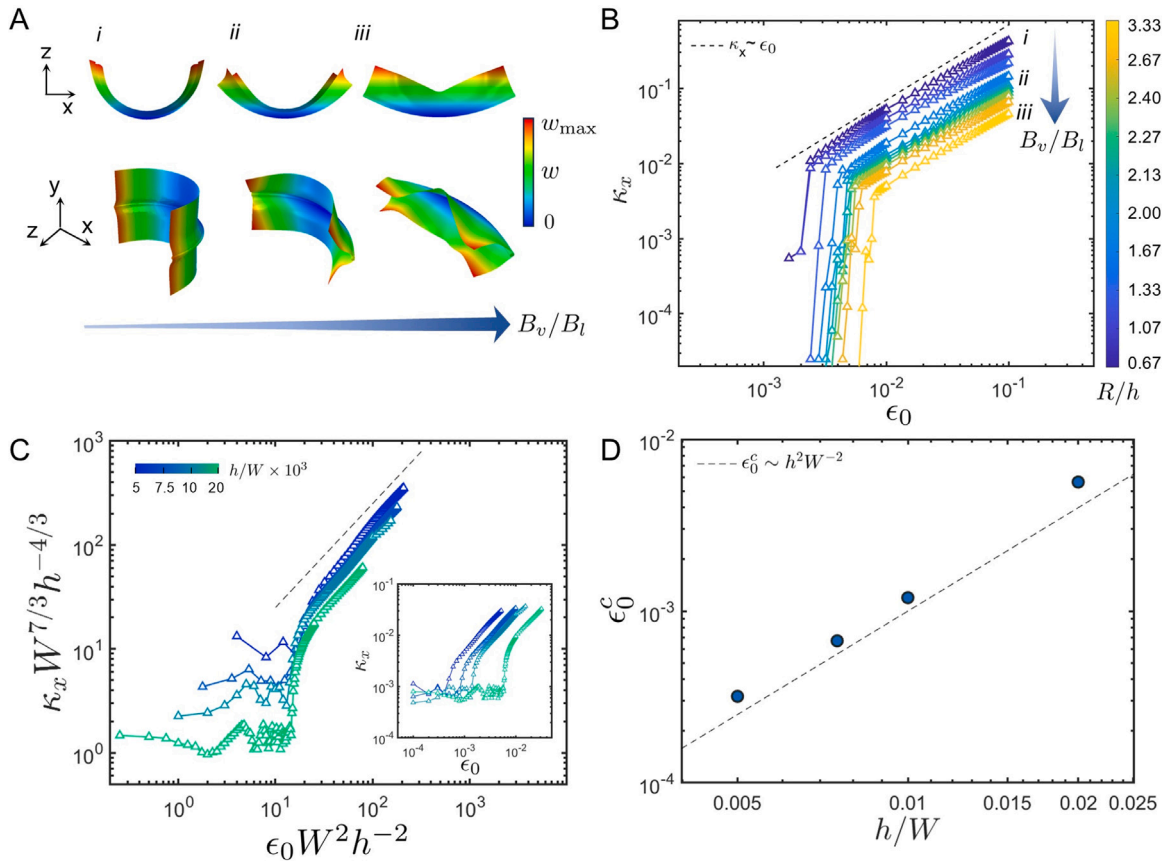 A
i
ii
iii
z
x
y
z
x
w_max
w
0
B_v/B_l
B
κ_x ~ ϵ_0
i
ii
iii
B_v/B_l
κ_x
10^-1
10^-2
10^-3
10^-4
10^-3
10^-2
10^-1
ϵ_0
3.33
2.67
2.40
2.27
2.00
1.33
1.07
0.67
R/h
C
h/W × 10^3
5 7.5 10 20
κ_x W^7/3 h^-4/3
10^3
10^2
10^1
10^0
10^0
10^1
10^2
10^3
ϵ_0 W^2 h^-2
κ_x
10^-1
10^-2
10^-3
10^-4
10^-4
10^-3
10^-2
ϵ_0
D
ϵ_0^c ~ h^2 W^-2
ϵ_0^c
10^-2
10^-3
10^-4
0.005
0.01
0.015
0.02
0.025
h/W